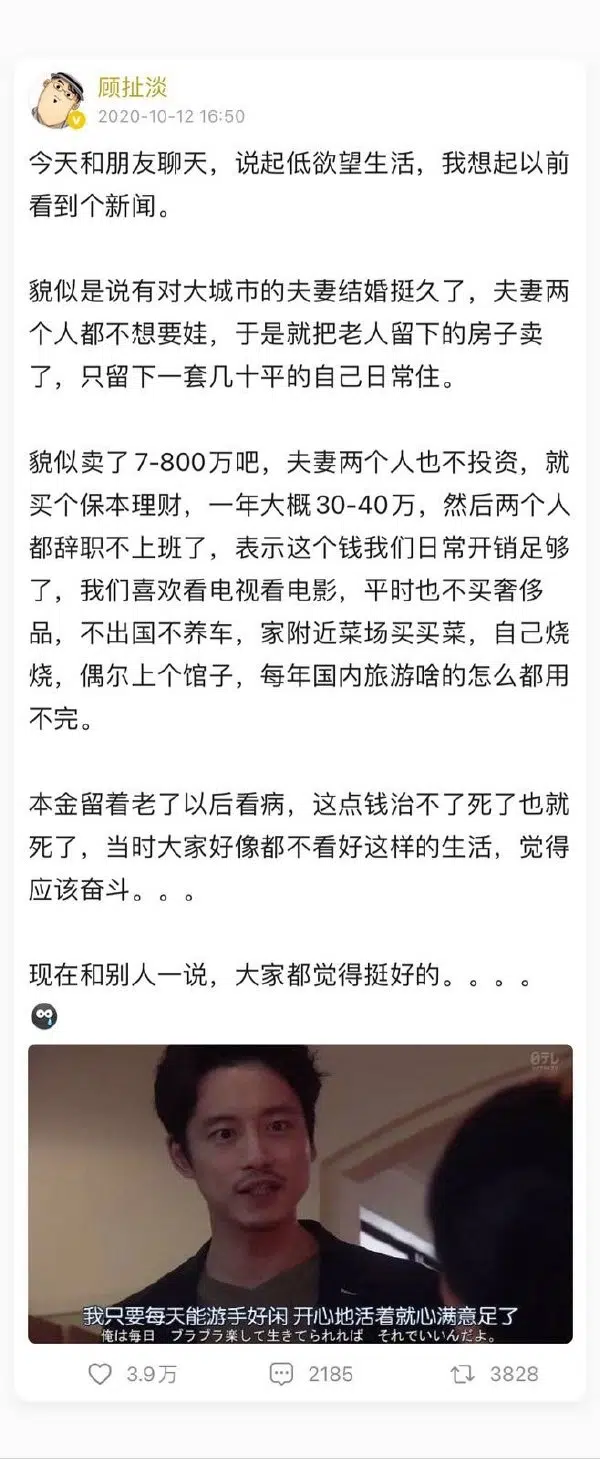 顾扯淡
2020-10-12 16:50
今天和朋友聊天，说起低欲望生活，我想起以前
看到个新闻。
貌似是说有对大城市的夫妻结婚挺久了，夫妻两
个人都不想要娃，于是就把老人留下的房子卖
了，只留下一套几十平的自己日常住。
貌似卖了7-800万吧，夫妻两个人也不投资，就
买个保本理财，一年大概30-40万，然后两个人
都辞职不上班了，表示这个钱我们日常开销足够
了，我们喜欢看电视看电影，平时也不买奢侈
品，不出国不养车，家附近菜场买买菜，自己烧
烧，偶尔上个馆子，每年国内旅游啥的怎么都用
不完。
本金留着老了以后看病，这点钱治不了死了也就
死了，当时大家好像都不看好这样的生活，觉得
应该奋斗。。。
现在和别人一说，大家都觉得挺好的。。。。
日テレ
我只要每天能游手好闲 开心地活着就心满意足了
俺は毎日 ブラブラ楽して生きてられれば それでいいんだよ。
3.9万
2185
3828